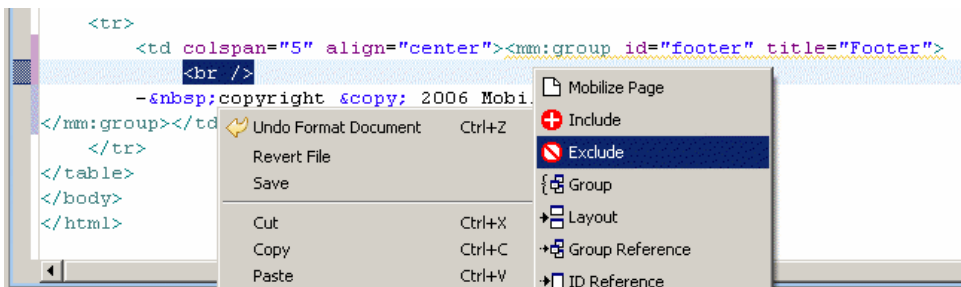 <tr>
<td colspan="5" align="center"><mm:group id="footer" title="Footer">
<br />
-&nbsp;copyright &copy; 2006 Mobi
</mm:group></td
</tr>
</table>
</body>
</html>
Undo Format Document Ctrl+Z
Revert File
Save
Cut Ctrl+X
Copy Ctrl+C
Paste Ctrl+V
Mobilize Page
Include
Exclude
Group
Layout
Group Reference
ID Reference